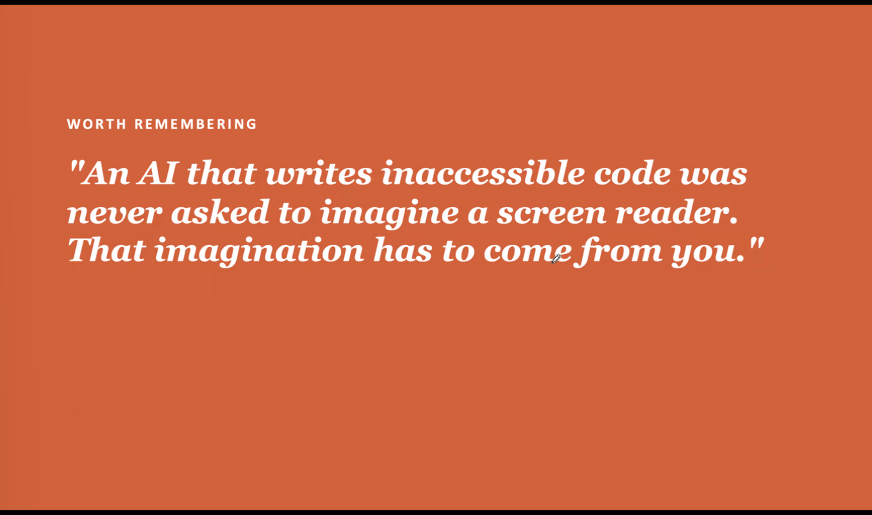 WORTH REMEMBERING
"An AI that writes inaccessible code was
never asked to imagine a screen reader.
That imagination has to come from you."